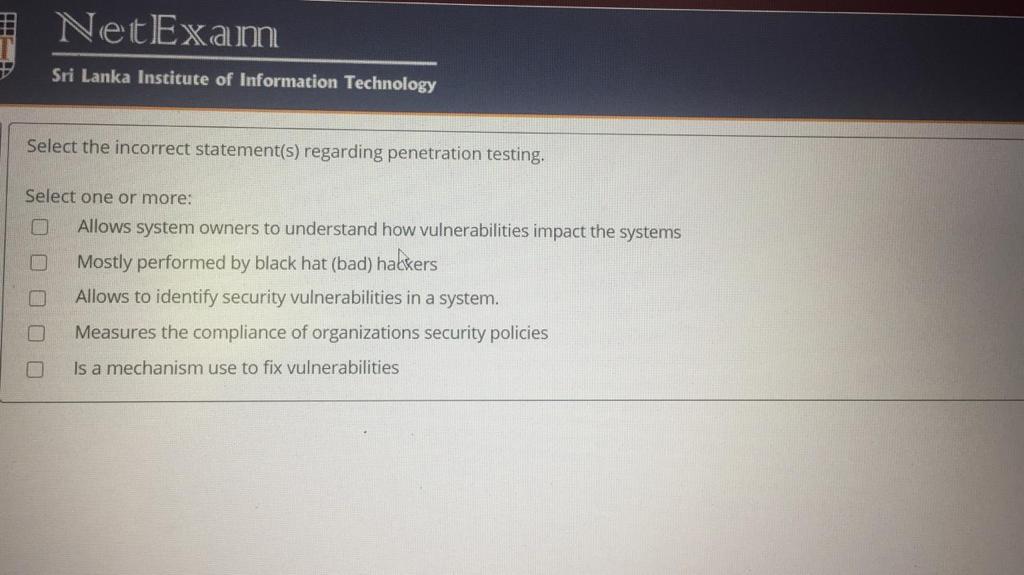 T
NetExam
Sri Lanka Institute of Information Technology
Select the incorrect statement(s) regarding penetration testing.
Select one or more:
Allows system owners to understand how vulnerabilities impact the systems
Mostly performed by black hat (bad) hackers
Allows to identify security vulnerabilities in a system.
Measures the compliance of organizations security policies
Is a mechanism use to fix vulnerabilities